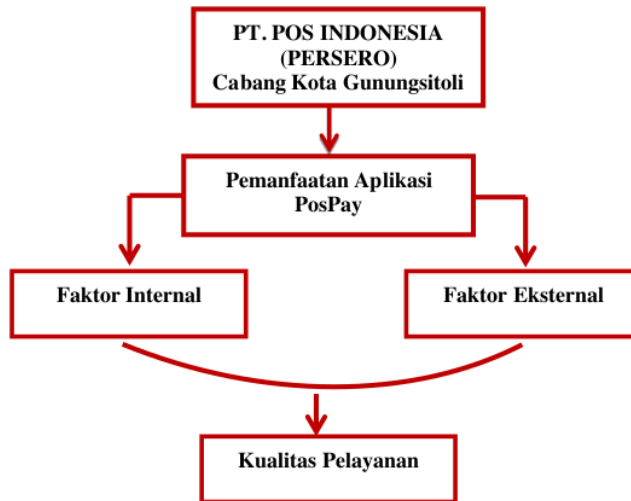 PT. POS INDONESIA
(PERSERO)
Cabang Kota Gunungsitoli
Pemanfaatan Aplikasi
PosPay
Faktor Internal
Faktor Eksternal
Kualitas Pelayanan